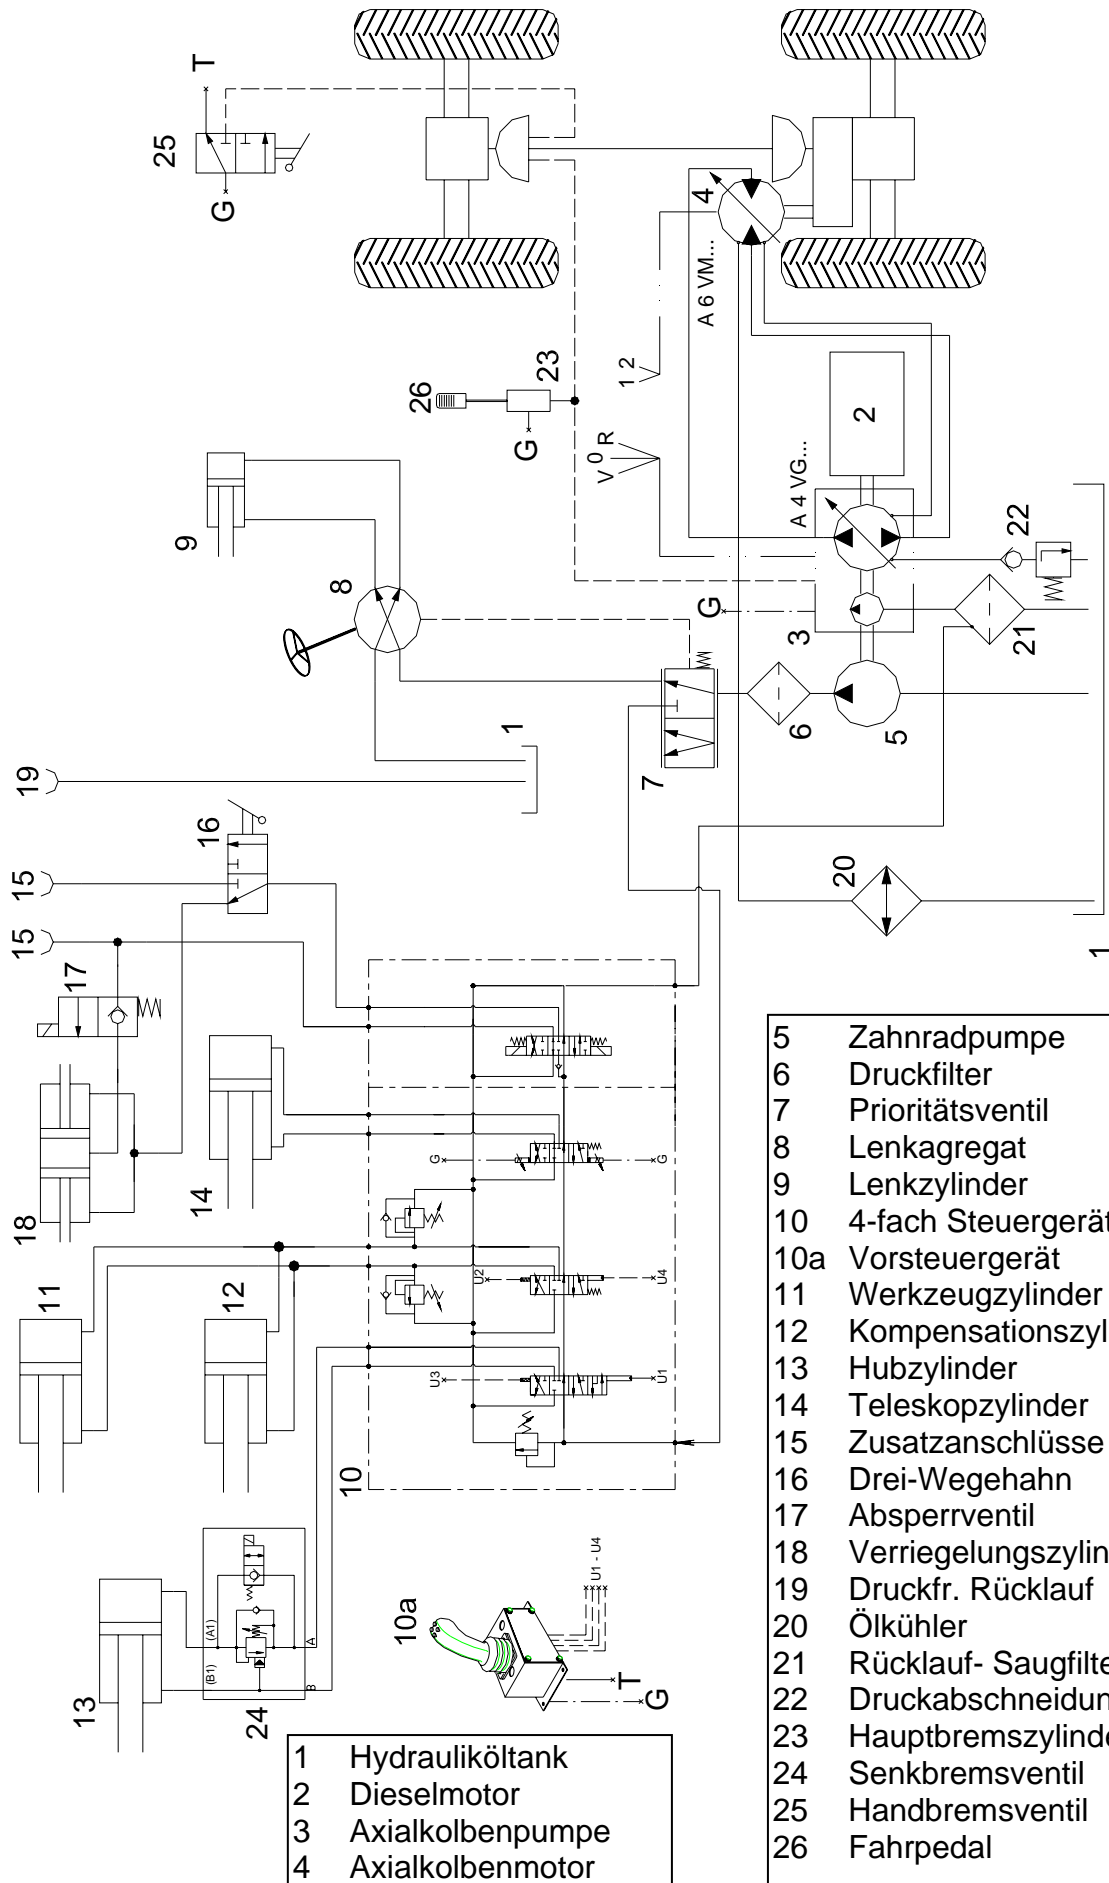 T
25
G
26
23
G
4
A 6 VM...
1 2
V 0 R
9
8
2
A 4 VG...
22
G
3
21
6
5
7
1
19
16
15
15
17
20
1
18
14
11
12
G
G
U2
U4
U3
U1
10
13
(A1)
(B1)
A
B
24
10a
U1 - U4
T
G
1 Hydrauliköltank
2 Dieselmotor
3 Axialkolbenpumpe
4 Axialkolbenmotor
5 Zahnradpumpe
6 Druckfilter
7 Prioritätsventil
8 Lenkagregat
9 Lenkzylinder
10 4-fach Steuergerät
10a Vorsteuergerät
11 Werkzeugzylinder
12 Kompensationszyl
13 Hubzylinder
14 Teleskopzylinder
15 Zusatzanschlüsse
16 Drei-Wegehahn
17 Absperrventil
18 Verriegelungszylin
19 Druckfr. Rücklauf
20 Ölkühler
21 Rücklauf- Saugfilte
22 Druckabschneidun
23 Hauptbremszylinde
24 Senkbremsventil
25 Handbremsventil
26 Fahrpedal